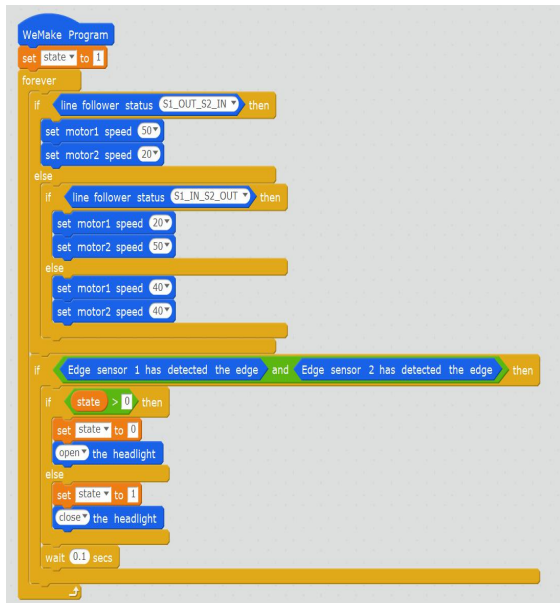 WeMake Program
set state to 1
forever
if line follower status S1_OUT_S2_IN then
set motor1 speed 50
set motor2 speed 20
else
if line follower status S1_IN_S2_OUT then
set motor1 speed 20
set motor2 speed 50
else
set motor1 speed 40
set motor2 speed 40
if Edge sensor 1 has detected the edge and Edge sensor 2 has detected the edge then
if state > 0 then
set state to 0
open the headlight
else
set state to 1
close the headlight
wait 0.1 secs